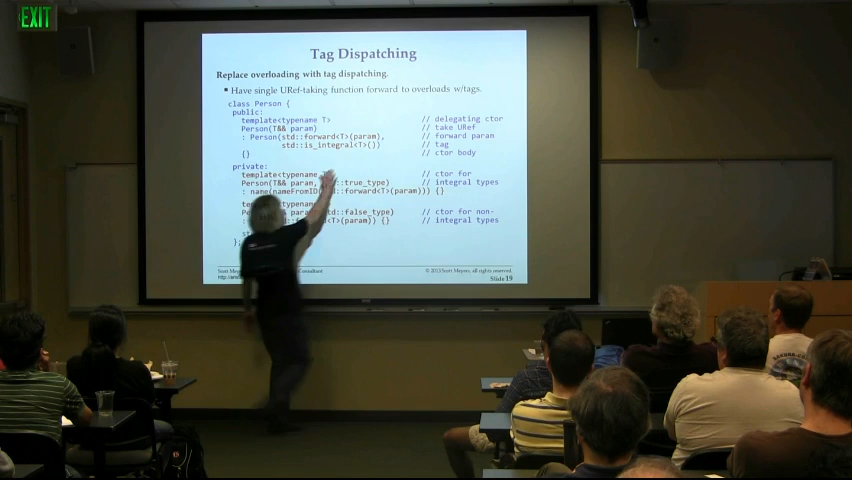 EXIT
Tag Dispatching
Replace overloading with tag dispatching.
▪ Have single URef-taking function forward to overloads w/tags.
class Person {
public:
template<typename T> // delegating ctor
Person(T&& param) // take URef
: Person(std::forward<T>(param), // forward param
std::is_integral<T>()) // tag
{} // ctor body
private:
template<typename // ctor for
Person(T&& param, ::true_type) // integral types
: name(nameFromID( ::forward<T>(param))) {}
// ctor for non-
Person( ::false_type) // integral types
<T>(param)) {}
};
Scott Consultant © 2013 Scott Meyers, all rights reserved.
Slide 19